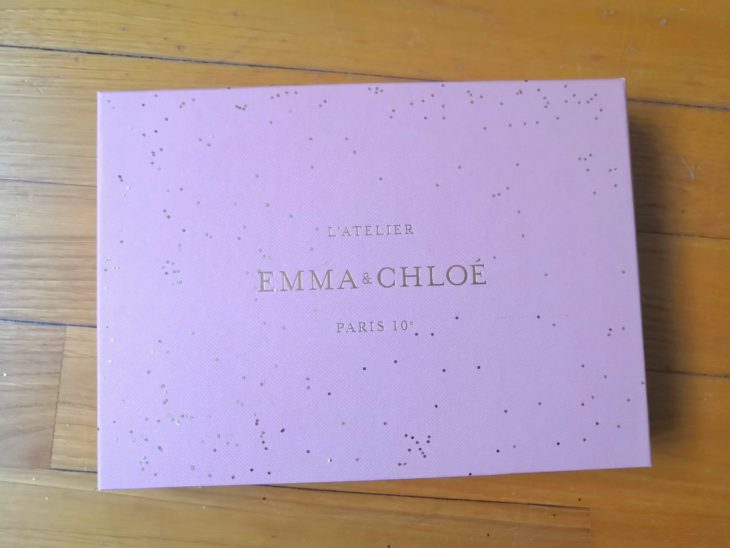 L'ATELIER
EMMA & CHLOÉ
PARIS 10e